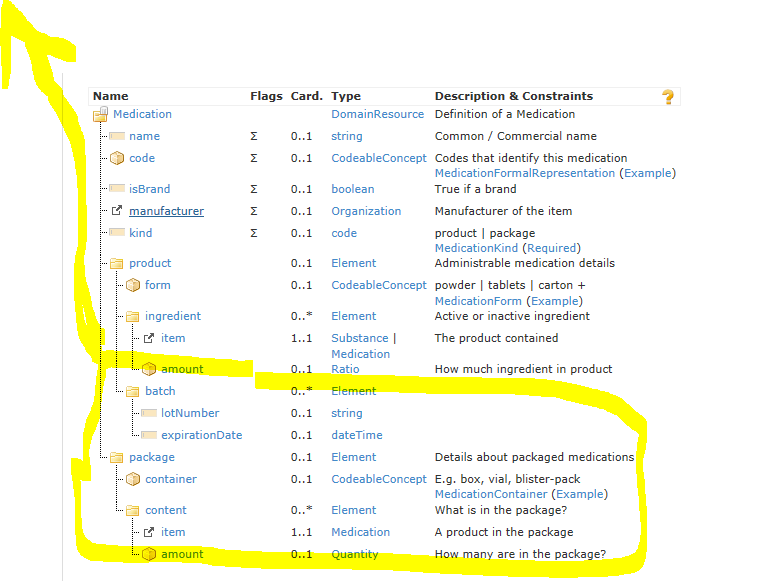 Name Flags Card. Type Description & Constraints
Medication DomainResource Definition of a Medication
name Σ 0..1 string Common / Commercial name
code Σ 0..1 CodeableConcept Codes that identify this medication
MedicationFormalRepresentation (Example)
isBrand Σ 0..1 boolean True if a brand
manufacturer Σ 0..1 Organization Manufacturer of the item
kind Σ 0..1 code product | package
MedicationKind (Required)
product 0..1 Element Administrable medication details
form 0..1 CodeableConcept powder | tablets | carton +
MedicationForm (Example)
ingredient 0..* Element Active or inactive ingredient
item 1..1 Substance | The product contained
Medication
amount 0..1 Ratio How much ingredient in product
batch 0..* Element
lotNumber 0..1 string
expirationDate 0..1 dateTime
package 0..1 Element Details about packaged medications
container 0..1 CodeableConcept E.g. box, vial, blister-pack
MedicationContainer (Example)
content 0..* Element What is in the package?
item 1..1 Medication A product in the package
amount 0..1 Quantity How many are in the package?